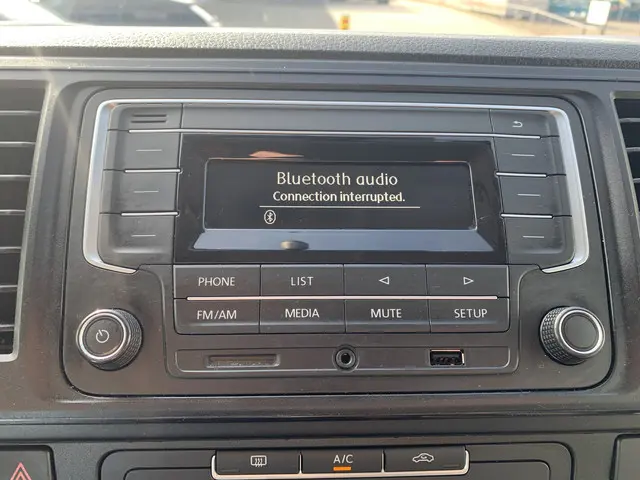 Bluetooth audio
Connection interrupted.
PHONE LIST
FM/AM MEDIA MUTE SETUP
A/C